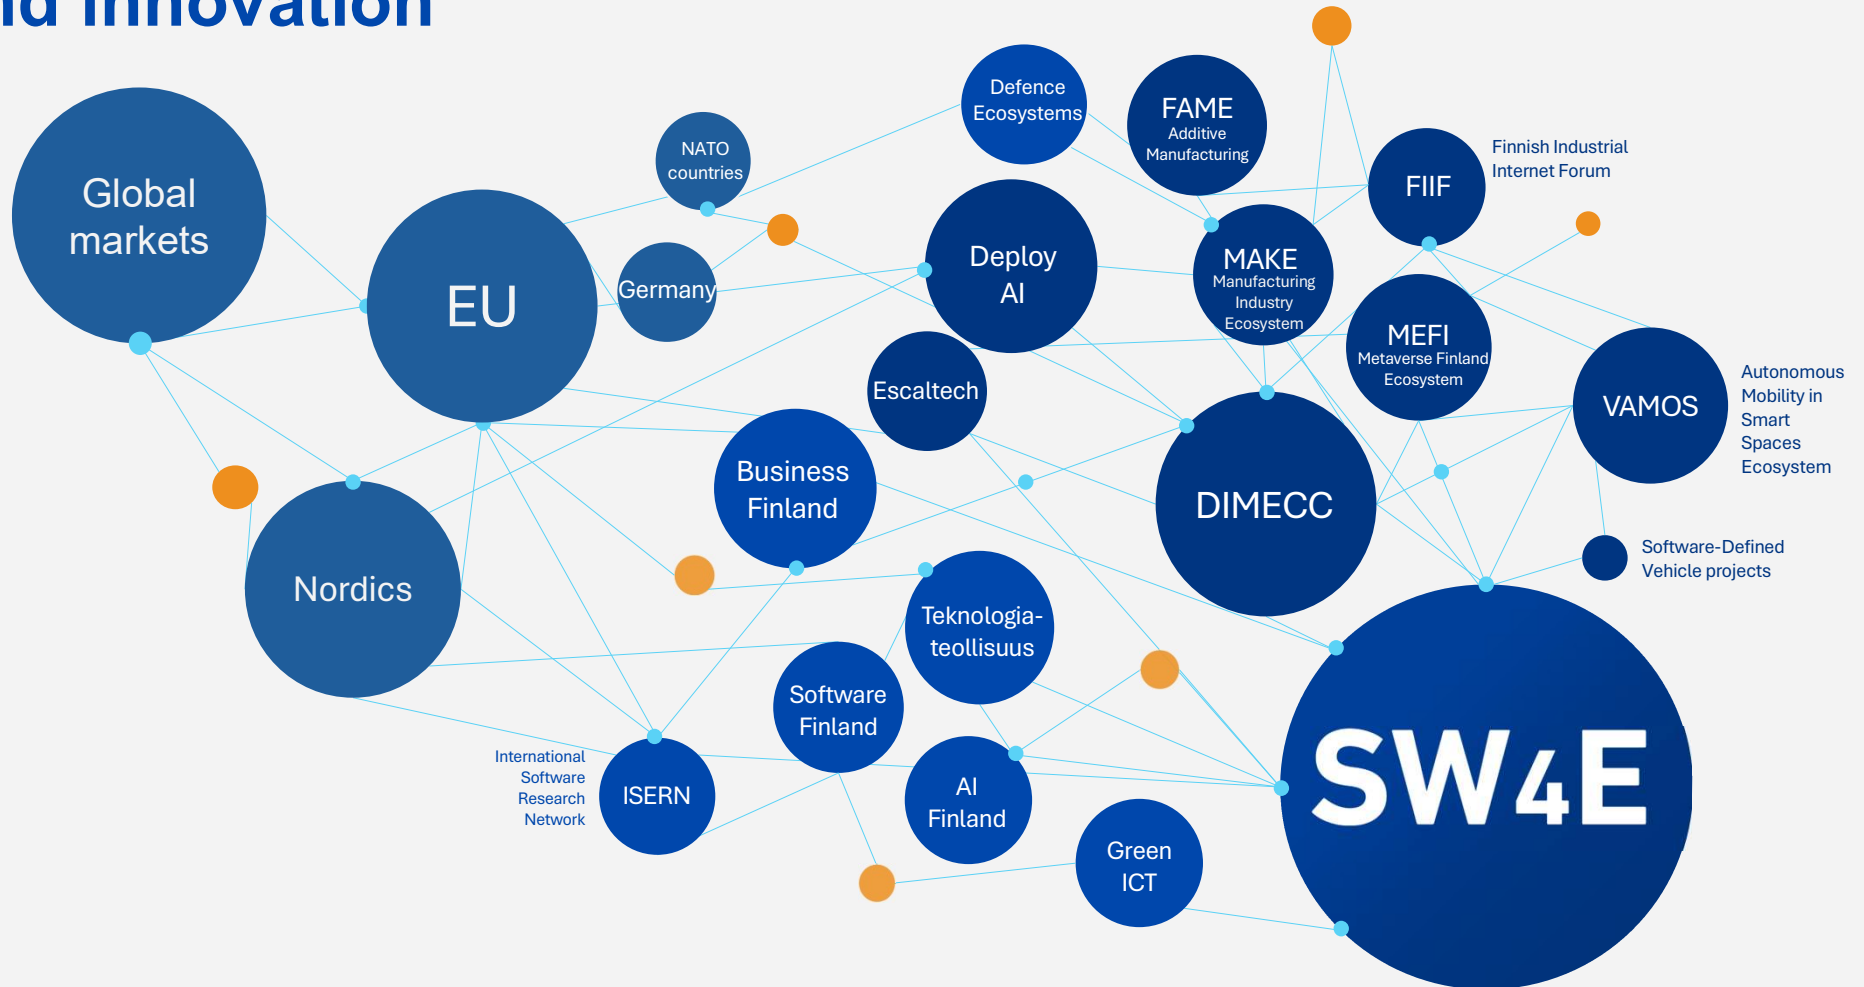 nd innovation
Global
markets
EU
NATO
countries
Germany
Nordics
Defence
Ecosystems
FAME
Additive
Manufacturing
FIIF
Finnish Industrial
Internet Forum
Deploy
AI
MAKE
Manufacturing
Industry
Ecosystem
MEFI
Metaverse Finland
Ecosystem
Escaltech
VAMOS
Autonomous
Mobility in
Smart
Spaces
Ecosystem
Business
Finland
DIMECC
Software-Defined
Vehicle projects
Teknologia-
teollisuus
Software
Finland
International
Software
Research
Network
ISERN
AI
Finland
Green
ICT
SW4E